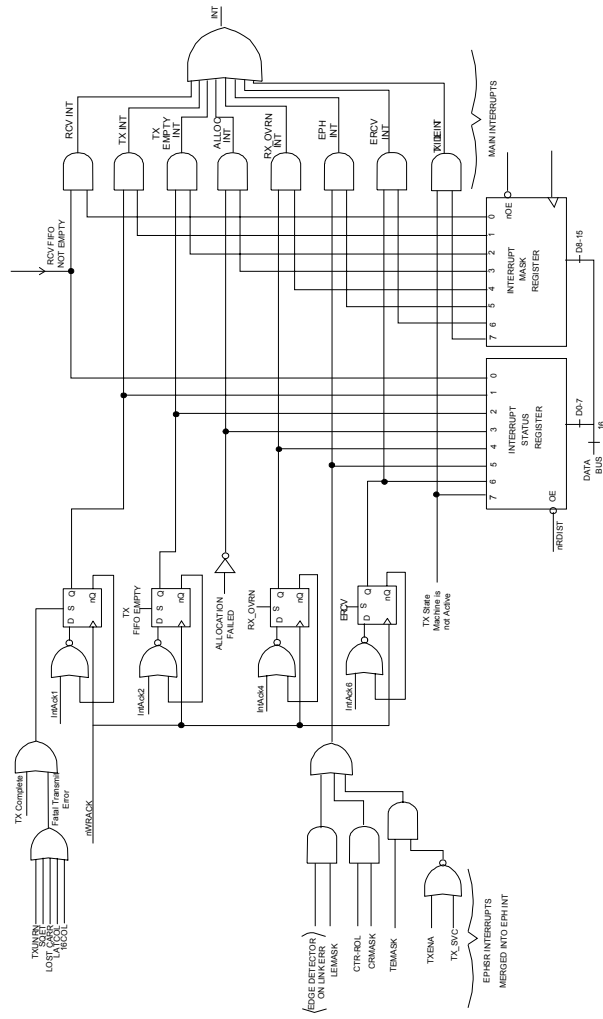 INT
RCV INT
TX INT
TX
EMPTY
INT
ALLOC
INT
RX_OVRN
INT
EPH
INT
ERCV
INT
MAIN INTERRUPTS
RCV FIFO
NOT EMPTY
0
1
2
3
4
5
6
7
nOE
INTERRUPT
MASK
REGISTER
D8-15
0
1
2
3
4
5
6
7
INTERRUPT
STATUS
REGISTER
OE
nRDIST
D0-7
16
DATA
BUS
D
S
Q
nQ
IntAck1
TX
FIFO EMPTY
D
S
Q
nQ
IntAck2
ALLOCATION
FAILED
RX_OVRN
D
S
Q
nQ
IntAck4
ERCV
D
S
Q
nQ
IntAck6
TX State
Machine is
not Active
TX Complete
Fatal Transmit
Error
nWRACK
TXUNRN
SQET
LOST_CARR
LATCOL
16COL
EDGE DETECTOR
ON LINK ERR
LEMASK
CTR-ROL
CRMASK
TEMASK
TXENA
TX_SVC
EPHSR INTERRUPTS
MERGED INTO EPH INT